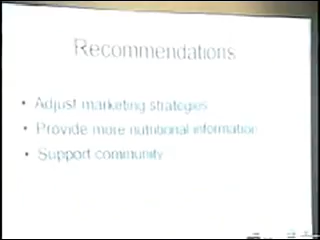 Recommendations
• Adjust marketing strategies
• Provide more nutritional information
• Support community